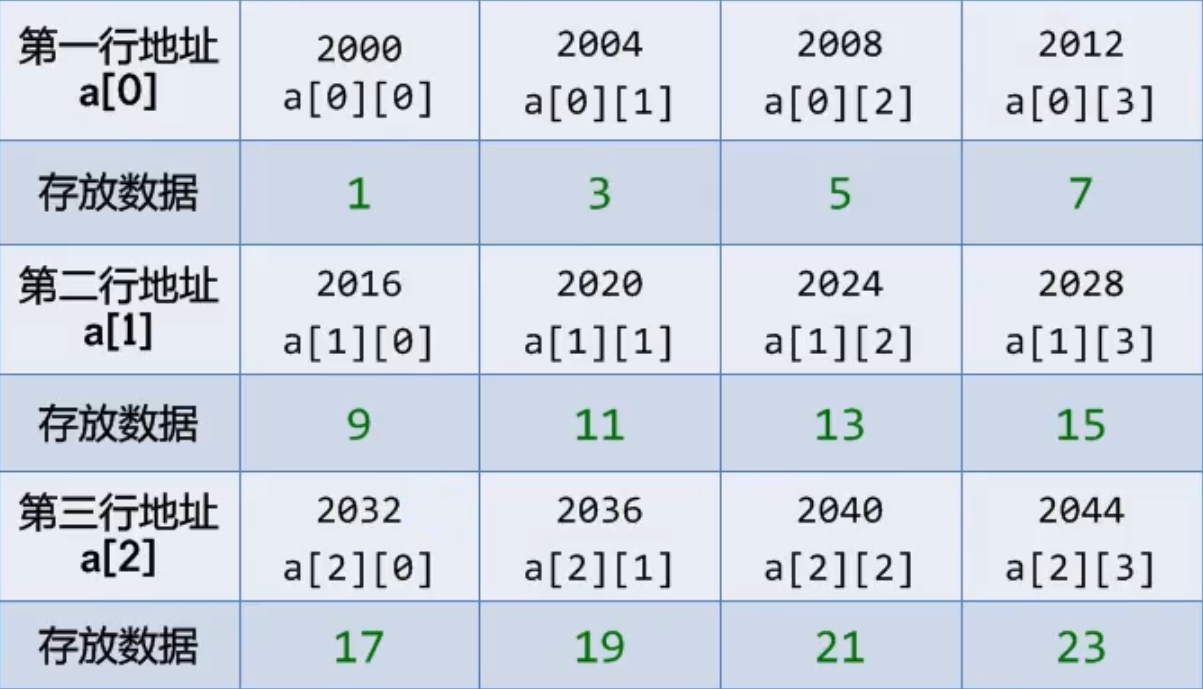 第一行地址 2000 2004 2008 2012
a[0] a[0][0] a[0][1] a[0][2] a[0][3]
存放数据 1 3 5 7
第二行地址 2016 2020 2024 2028
a[1] a[1][0] a[1][1] a[1][2] a[1][3]
存放数据 9 11 13 15
第三行地址 2032 2036 2040 2044
a[2] a[2][0] a[2][1] a[2][2] a[2][3]
存放数据 17 19 21 23